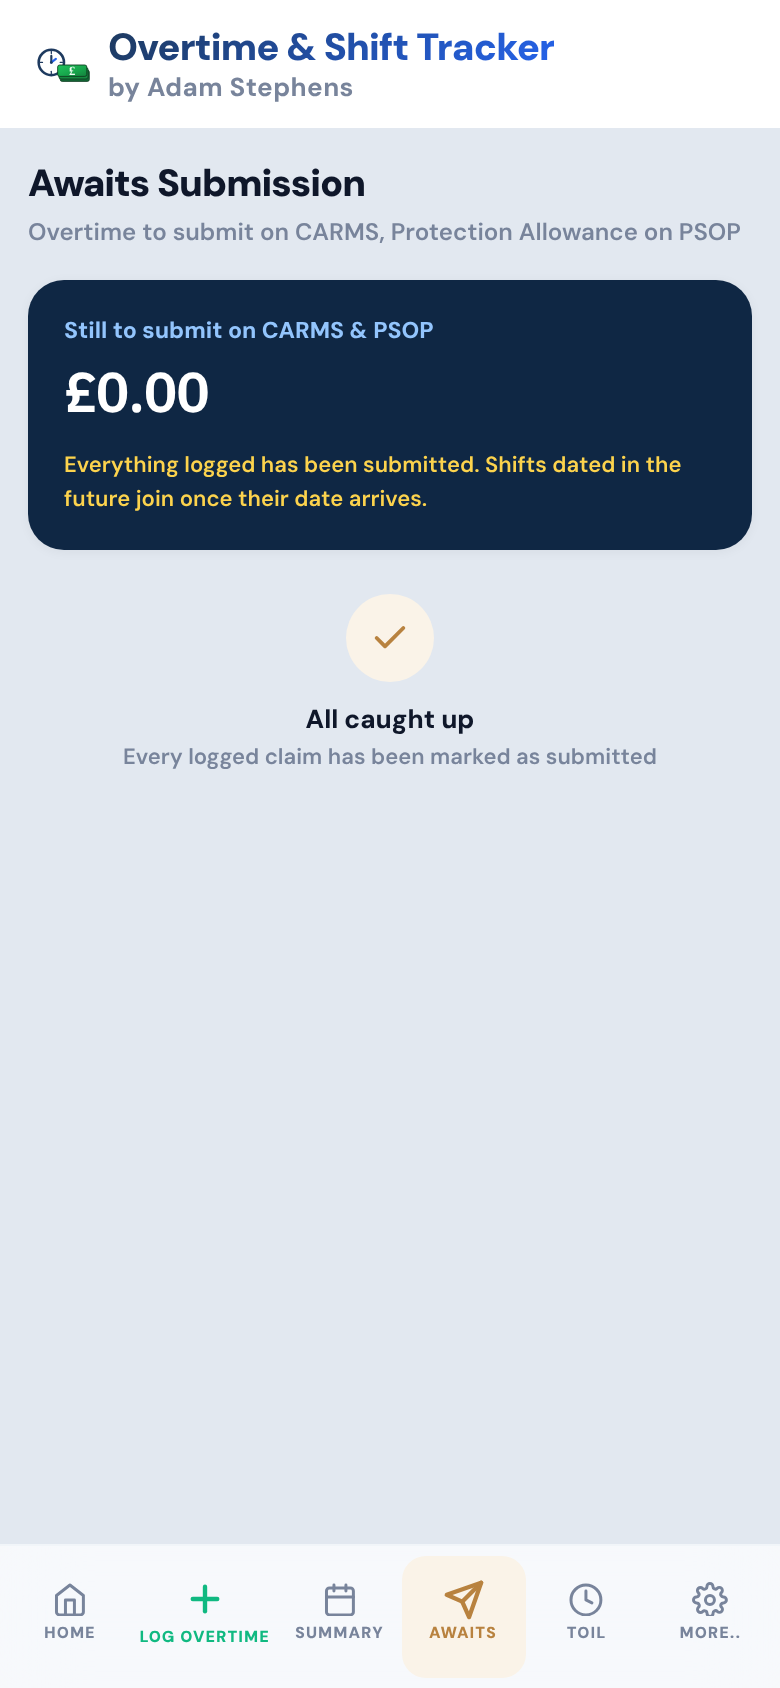 Overtime & Shift Tracker
by Adam Stephens
£
Awaits Submission
Overtime to submit on CARMS, Protection Allowance on PSOP
Still to submit on CARMS & PSOP
£0.00
Everything logged has been submitted. Shifts dated in the
future join once their date arrives.
All caught up
Every logged claim has been marked as submitted
HOME
LOG OVERTIME
SUMMARY
AWAITS
TOIL
MORE..